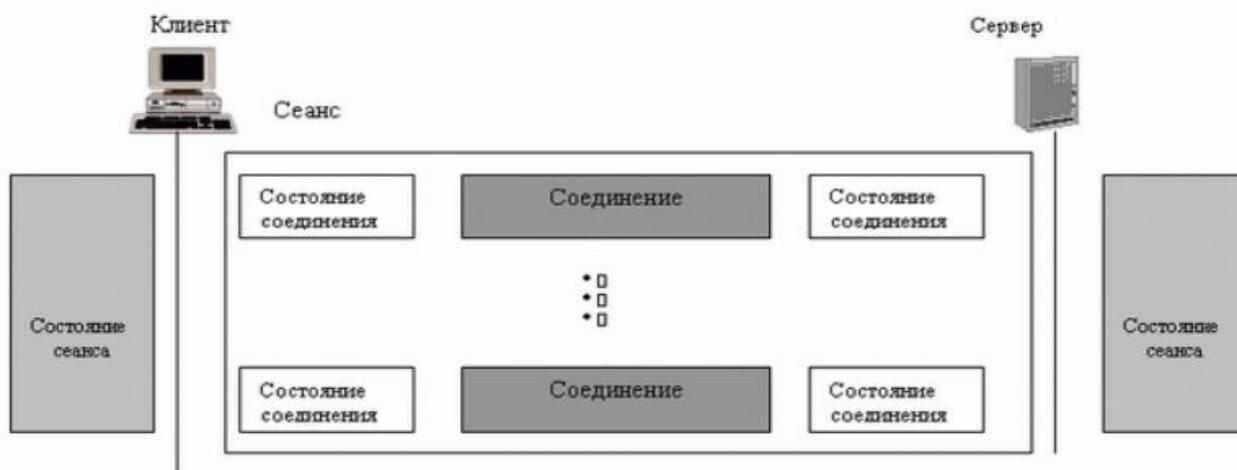 Клиент
Сервер
Сеанс
Состояние
соединения
Соединение
Состояние
соединения
Состояние
сеанса
Состояние
сеанса
Состояние
соединения
Соединение
Состояние
соединения